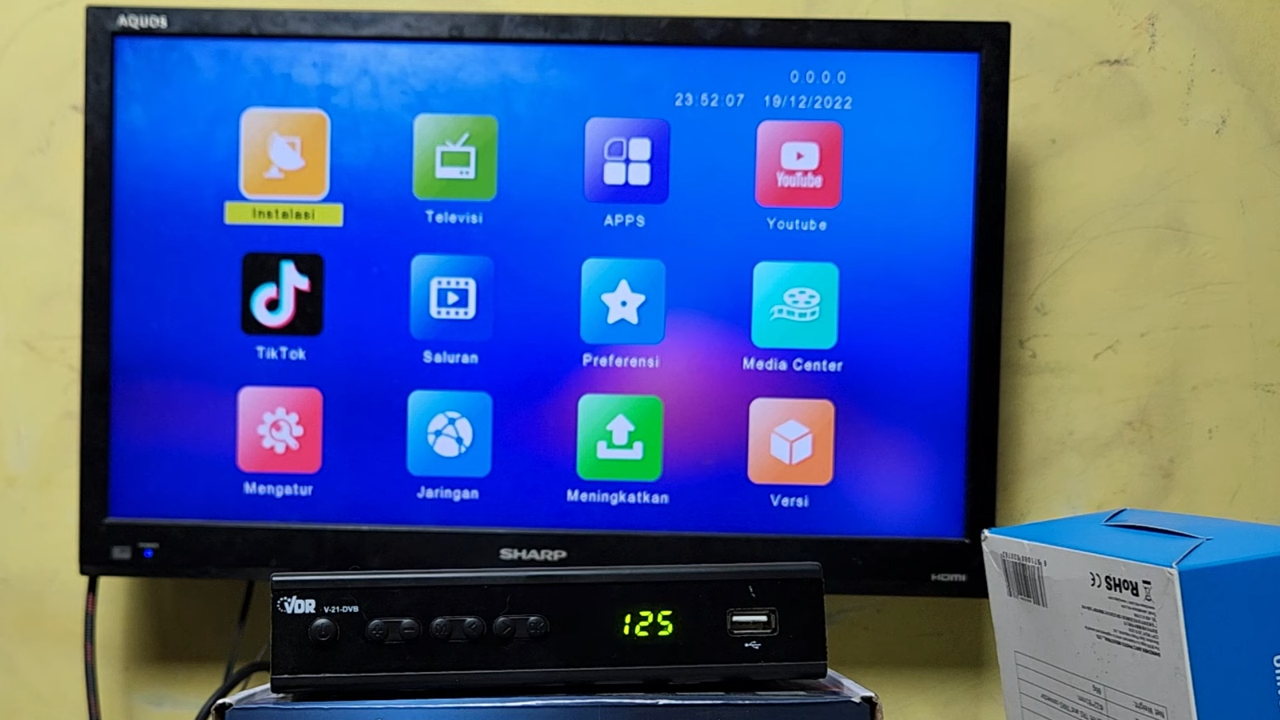 AQUOS
0.0.0.0
23:52:07 19/12/2022
Instalasi
Televisi
APPS
YouTube
Youtube
TikTok
Saluran
Preferensi
Media Center
Mengatur
Jaringan
Meningkatkan
Versi
SHARP
HDMI
VDR V-21-DVB
125
CE RoHS